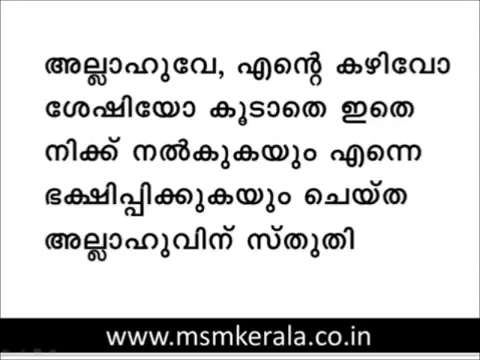 അല്ലാഹുവേ, എന്റെ കഴിവോ
ശേഷിയോ കൂടാതെ ഇതെ
നിക്ക് നൽകുകയും എന്നെ
ഭക്ഷിപ്പിക്കുകയും ചെയ്ത
അല്ലാഹുവിന് സ്തുതി
www.msmkerala.co.in